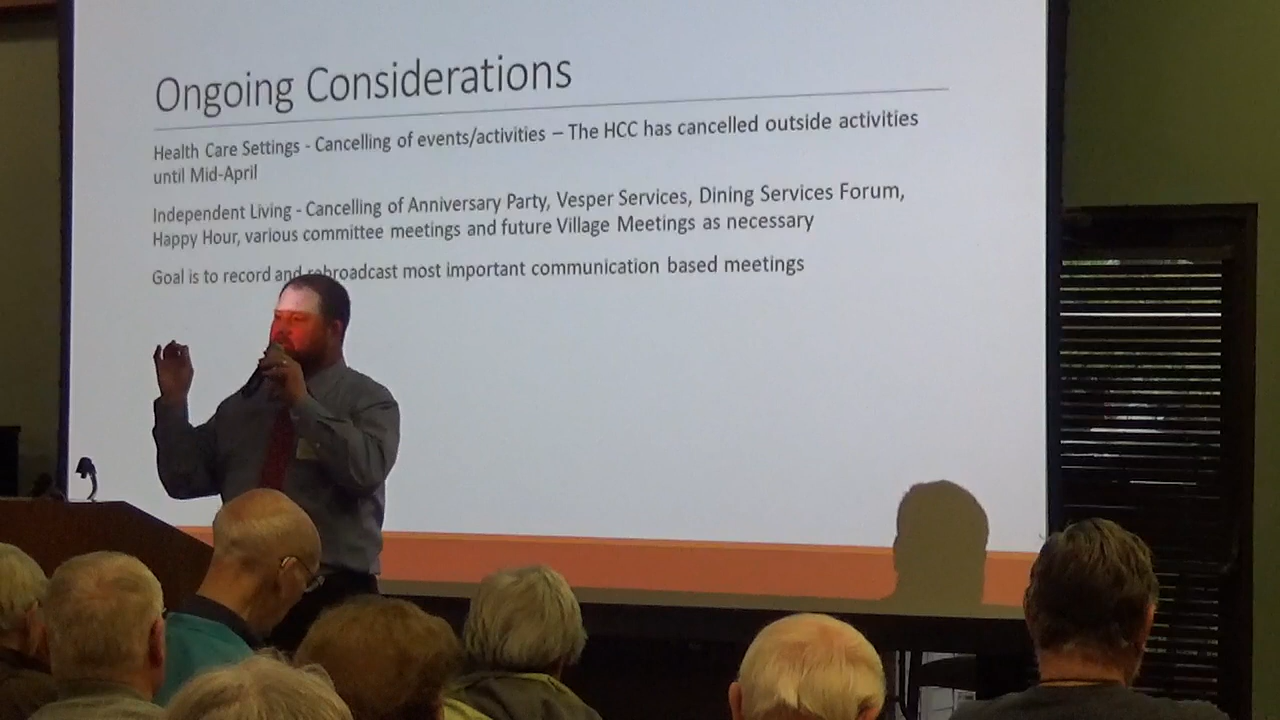 Ongoing Considerations
Health Care Settings - Cancelling of events/activities – The HCC has cancelled outside activities
until Mid-April
Independent Living - Cancelling of Anniversary Party, Vesper Services, Dining Services Forum,
Happy Hour, various committee meetings and future Village Meetings as necessary
Goal is to record and rebroadcast most important communication based meetings